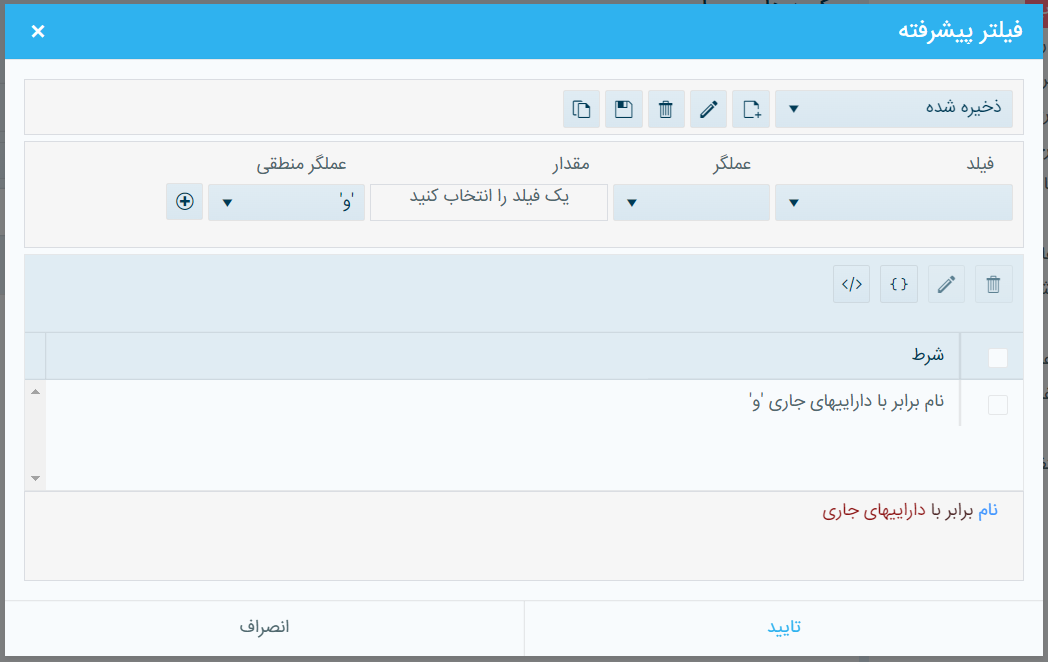 فیلتر پیشرفته
ذخیره شده
فیلد عملگر مقدار عملگر منطقی
یک فیلد را انتخاب کنید 'و'
{ } </>
شرط
نام برابر با داراییهای جاری 'و'
نام برابر با داراییهای جاری
تایید انصراف